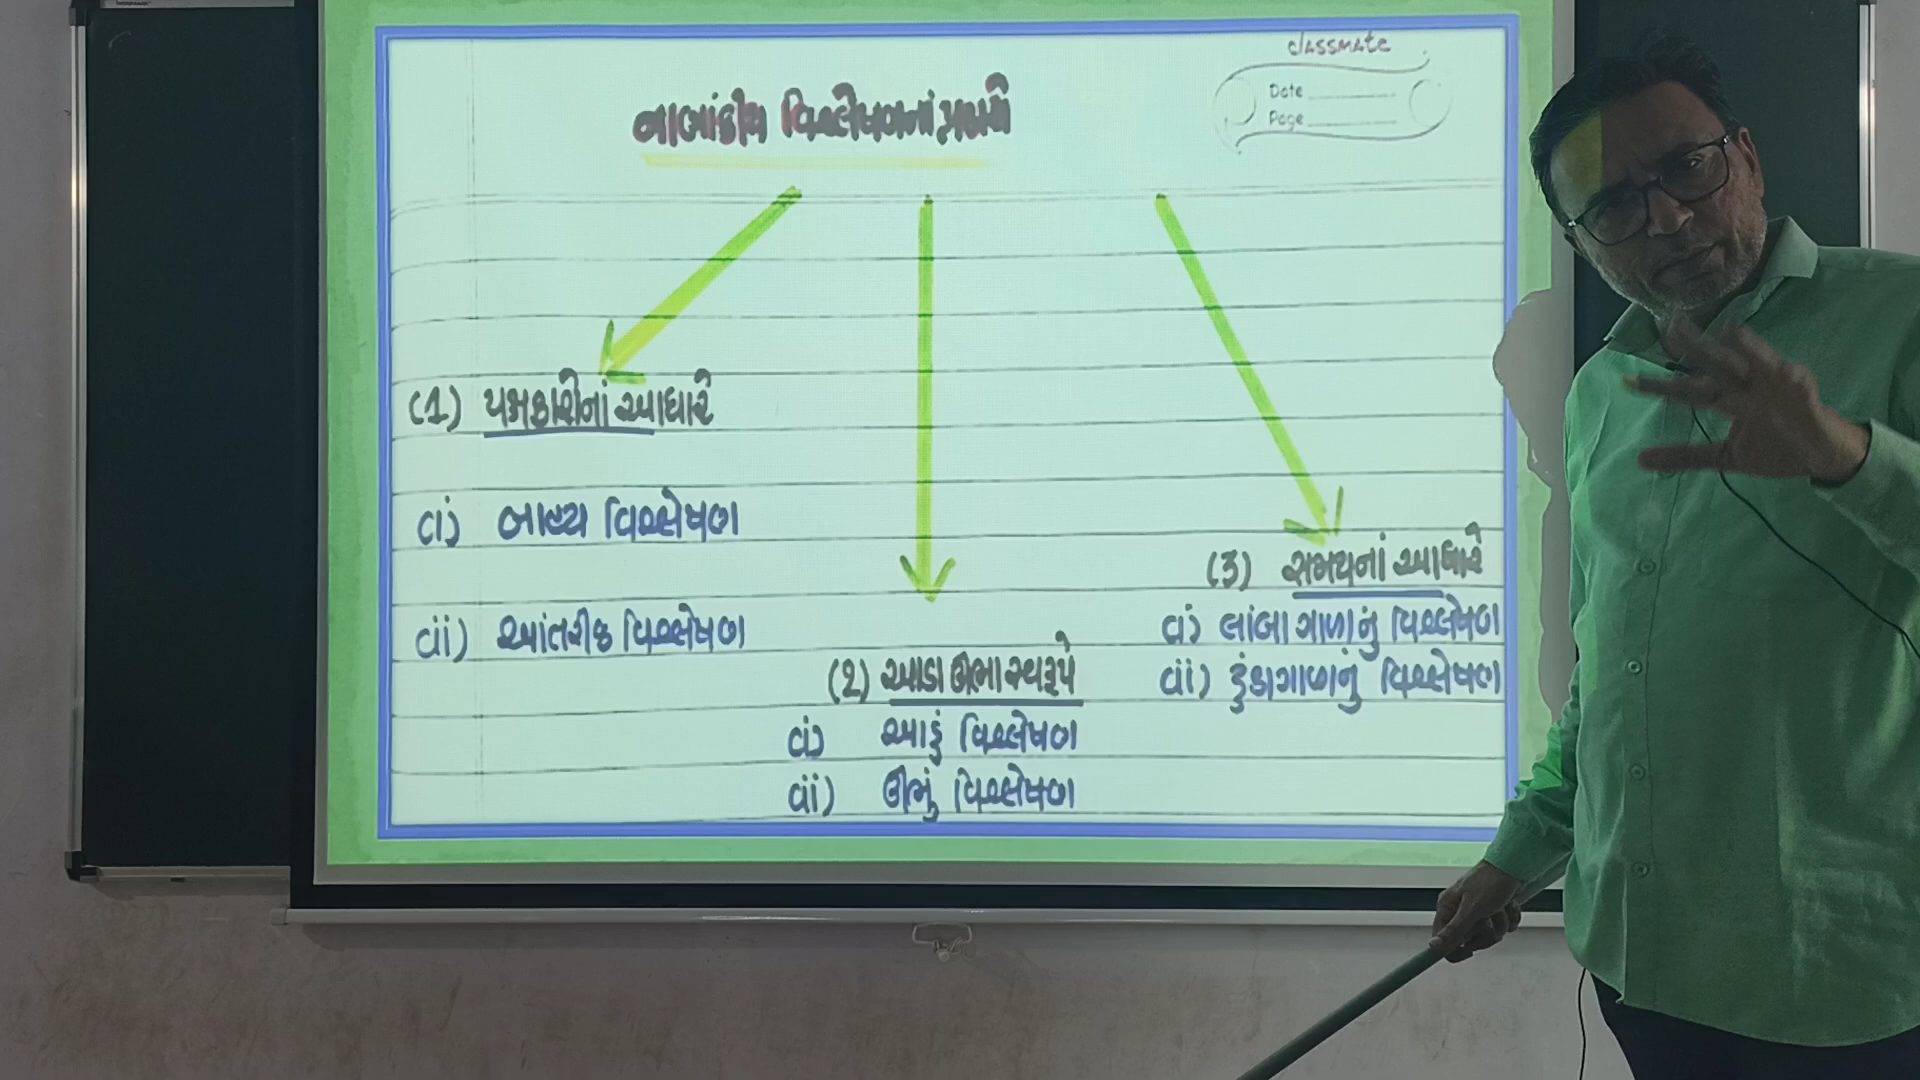 classmate
Date
Page
નાણાંકીય વિશ્લેષણનાં પ્રકારો
(1) પક્ષકારોનાં આધારે
(i) બાહ્ય વિશ્લેષણ
(ii) આંતરીક વિશ્લેષણ
(2) આડા ઊભા સ્વરૂપે
(i) આડું વિશ્લેષણ
(ii) ઊભું વિશ્લેષણ
(3) સમયનાં આધારે
(i) લાંબાગાળાનું વિશ્લેષણ
(ii) ટુંકાગાળાનું વિશ્લેષણ